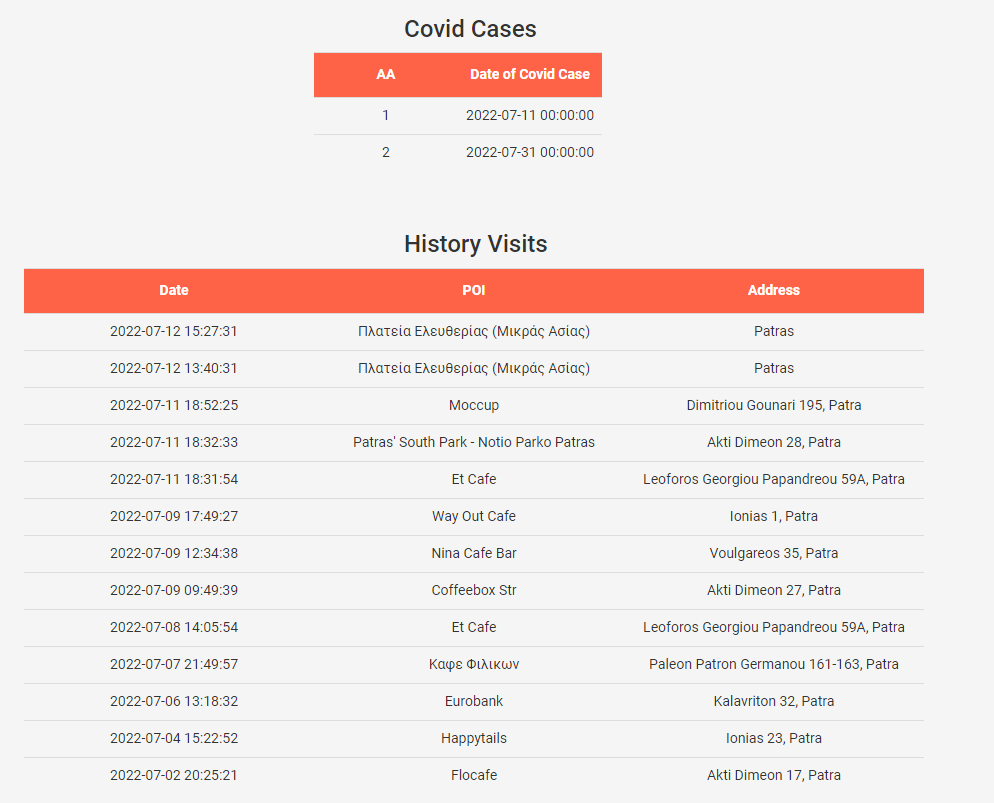 Covid Cases
AA Date of Covid Case
1 2022-07-11 00:00:00
2 2022-07-31 00:00:00
History Visits
Date POI Address
2022-07-12 15:27:31 Πλατεία Ελευθερίας (Μικράς Ασίας) Patras
2022-07-12 13:40:31 Πλατεία Ελευθερίας (Μικράς Ασίας) Patras
2022-07-11 18:52:25 Moccup Dimitriou Gounari 195, Patra
2022-07-11 18:32:33 Patras' South Park - Notio Parko Patras Akti Dimeon 28, Patra
2022-07-11 18:31:54 Et Cafe Leoforos Georgiou Papandreou 59A, Patra
2022-07-09 17:49:27 Way Out Cafe Ionias 1, Patra
2022-07-09 12:34:38 Nina Cafe Bar Voulgareos 35, Patra
2022-07-09 09:49:39 Coffeebox Str Akti Dimeon 27, Patra
2022-07-08 14:05:54 Et Cafe Leoforos Georgiou Papandreou 59A, Patra
2022-07-07 21:49:57 Καφε Φιλικων Paleon Patron Germanou 161-163, Patra
2022-07-06 13:18:32 Eurobank Kalavriton 32, Patra
2022-07-04 15:22:52 Happytails Ionias 23, Patra
2022-07-02 20:25:21 Flocafe Akti Dimeon 17, Patra